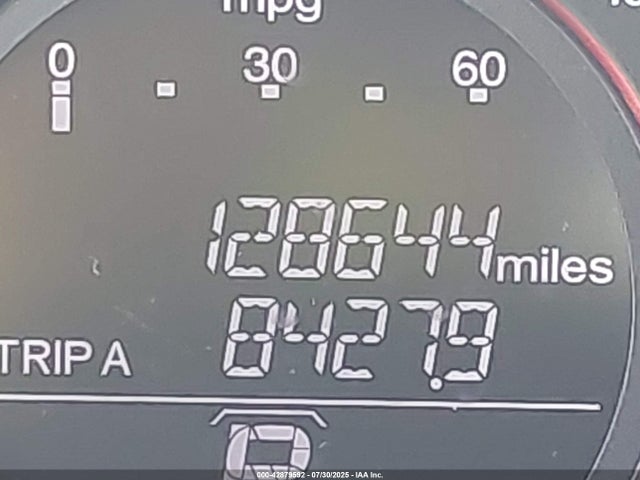 mpg
0 30 60
128644 miles
TRIP A 8427.9
P
000-42879592 - 07/30/2025 - IAA Inc.